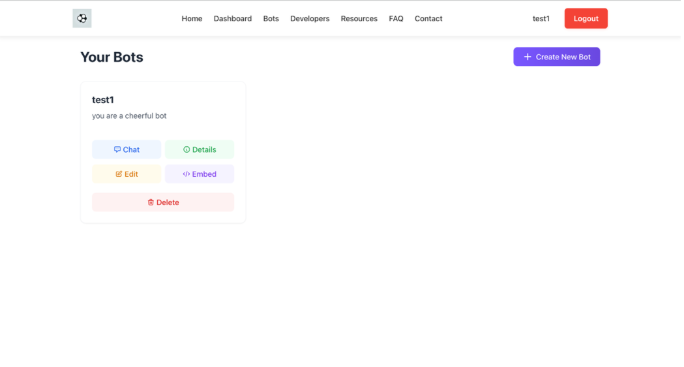 Home Dashboard Bots Developers Resources FAQ Contact test1 Logout
Your Bots + Create New Bot
test1
you are a cheerful bot
Chat Details
Edit </> Embed
Delete